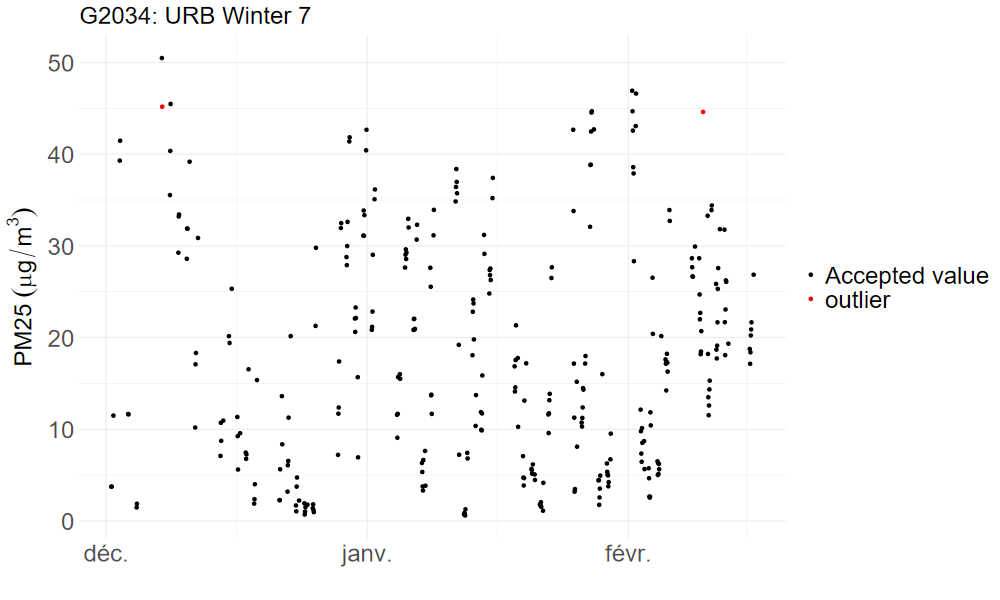 G2034: URB Winter 7
PM25 (μg/m³)
50
40
30
20
10
0
déc.
janv.
févr.
Accepted value
outlier